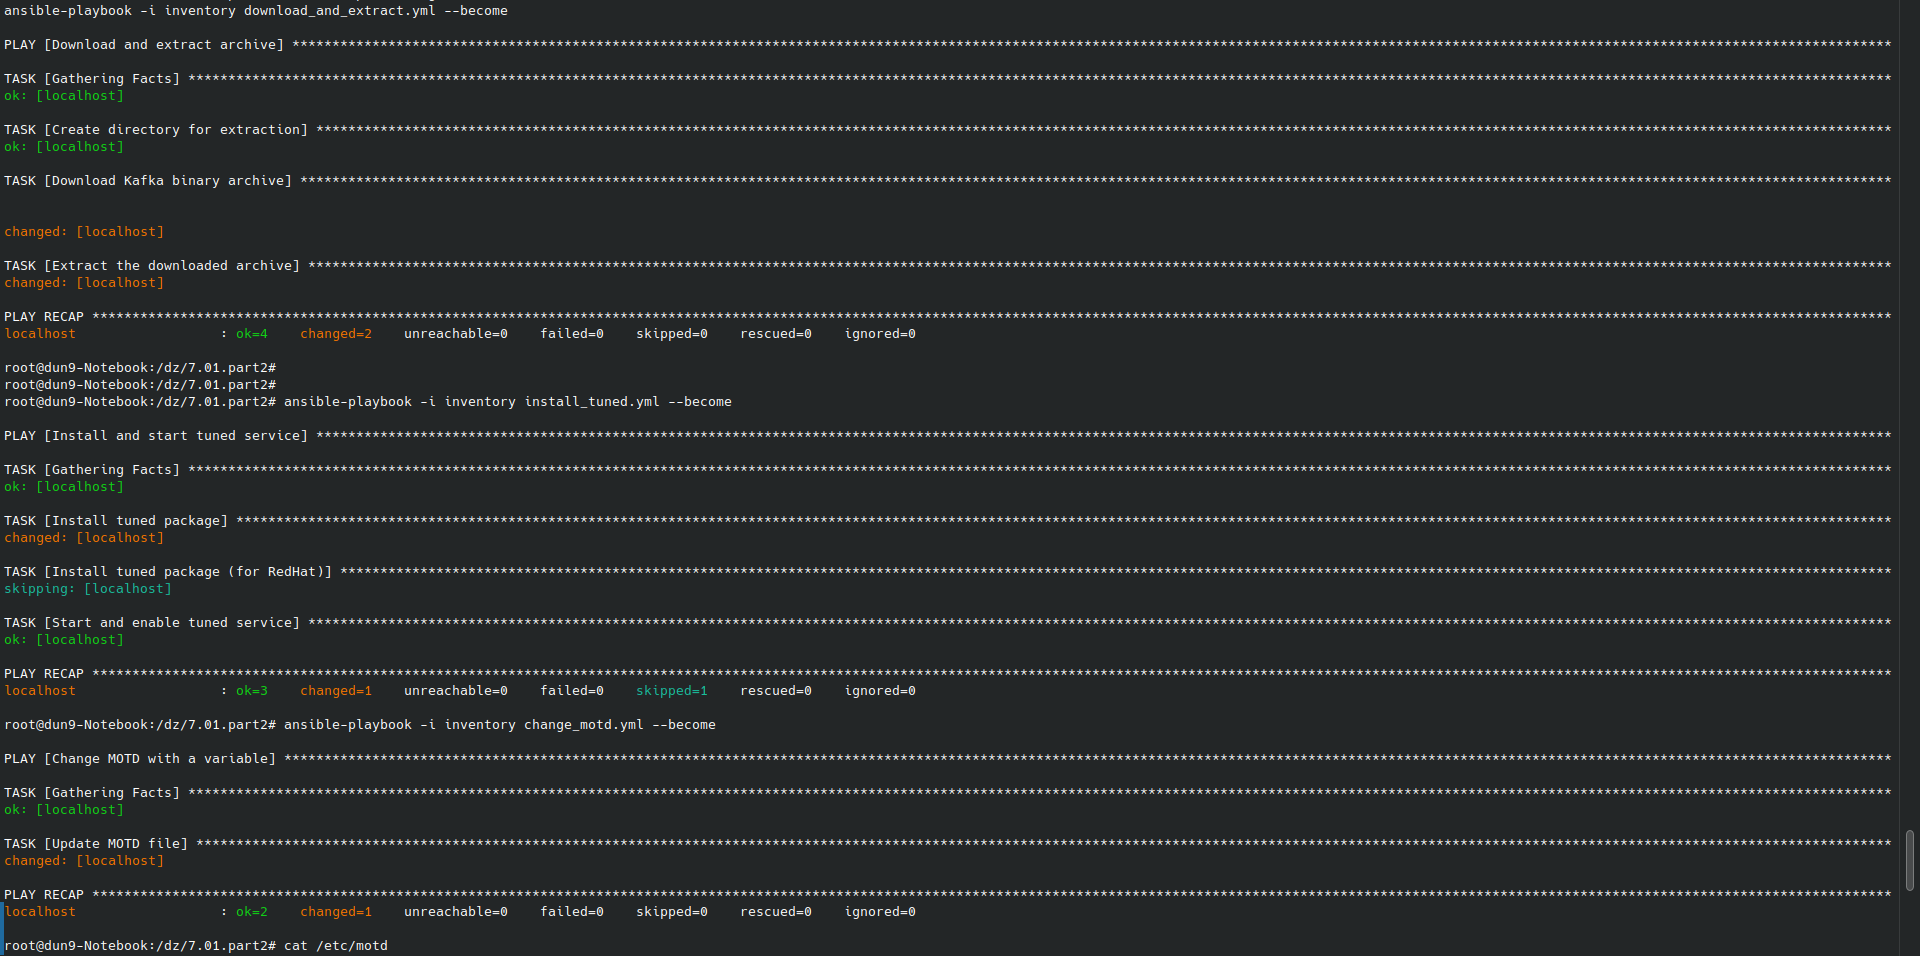 ansible-playbook -i inventory download_and_extract.yml --become
PLAY [Download and extract archive] ********************************************************************************************************************************************************************************************************
TASK [Gathering Facts] *********************************************************************************************************************************************************************************************************************
ok: [localhost]
TASK [Create directory for extraction] *****************************************************************************************************************************************************************************************************
ok: [localhost]
TASK [Download Kafka binary archive] *******************************************************************************************************************************************************************************************************
changed: [localhost]
TASK [Extract the downloaded archive] ******************************************************************************************************************************************************************************************************
changed: [localhost]
PLAY RECAP *********************************************************************************************************************************************************************************************************************************
localhost                  : ok=4    changed=2    unreachable=0    failed=0    skipped=0    rescued=0    ignored=0
root@dun9-Notebook:/dz/7.01.part2#
root@dun9-Notebook:/dz/7.01.part2#
root@dun9-Notebook:/dz/7.01.part2# ansible-playbook -i inventory install_tuned.yml --become
PLAY [Install and start tuned service] *****************************************************************************************************************************************************************************************************
TASK [Gathering Facts] *********************************************************************************************************************************************************************************************************************
ok: [localhost]
TASK [Install tuned package] ***************************************************************************************************************************************************************************************************************
changed: [localhost]
TASK [Install tuned package (for RedHat)] **************************************************************************************************************************************************************************************************
skipping: [localhost]
TASK [Start and enable tuned service] ******************************************************************************************************************************************************************************************************
ok: [localhost]
PLAY RECAP *********************************************************************************************************************************************************************************************************************************
localhost                  : ok=3    changed=1    unreachable=0    failed=0    skipped=1    rescued=0    ignored=0
root@dun9-Notebook:/dz/7.01.part2# ansible-playbook -i inventory change_motd.yml --become
PLAY [Change MOTD with a variable] *********************************************************************************************************************************************************************************************************
TASK [Gathering Facts] *********************************************************************************************************************************************************************************************************************
ok: [localhost]
TASK [Update MOTD file] ********************************************************************************************************************************************************************************************************************
changed: [localhost]
PLAY RECAP *********************************************************************************************************************************************************************************************************************************
localhost                  : ok=2    changed=1    unreachable=0    failed=0    skipped=0    rescued=0    ignored=0
root@dun9-Notebook:/dz/7.01.part2# cat /etc/motd